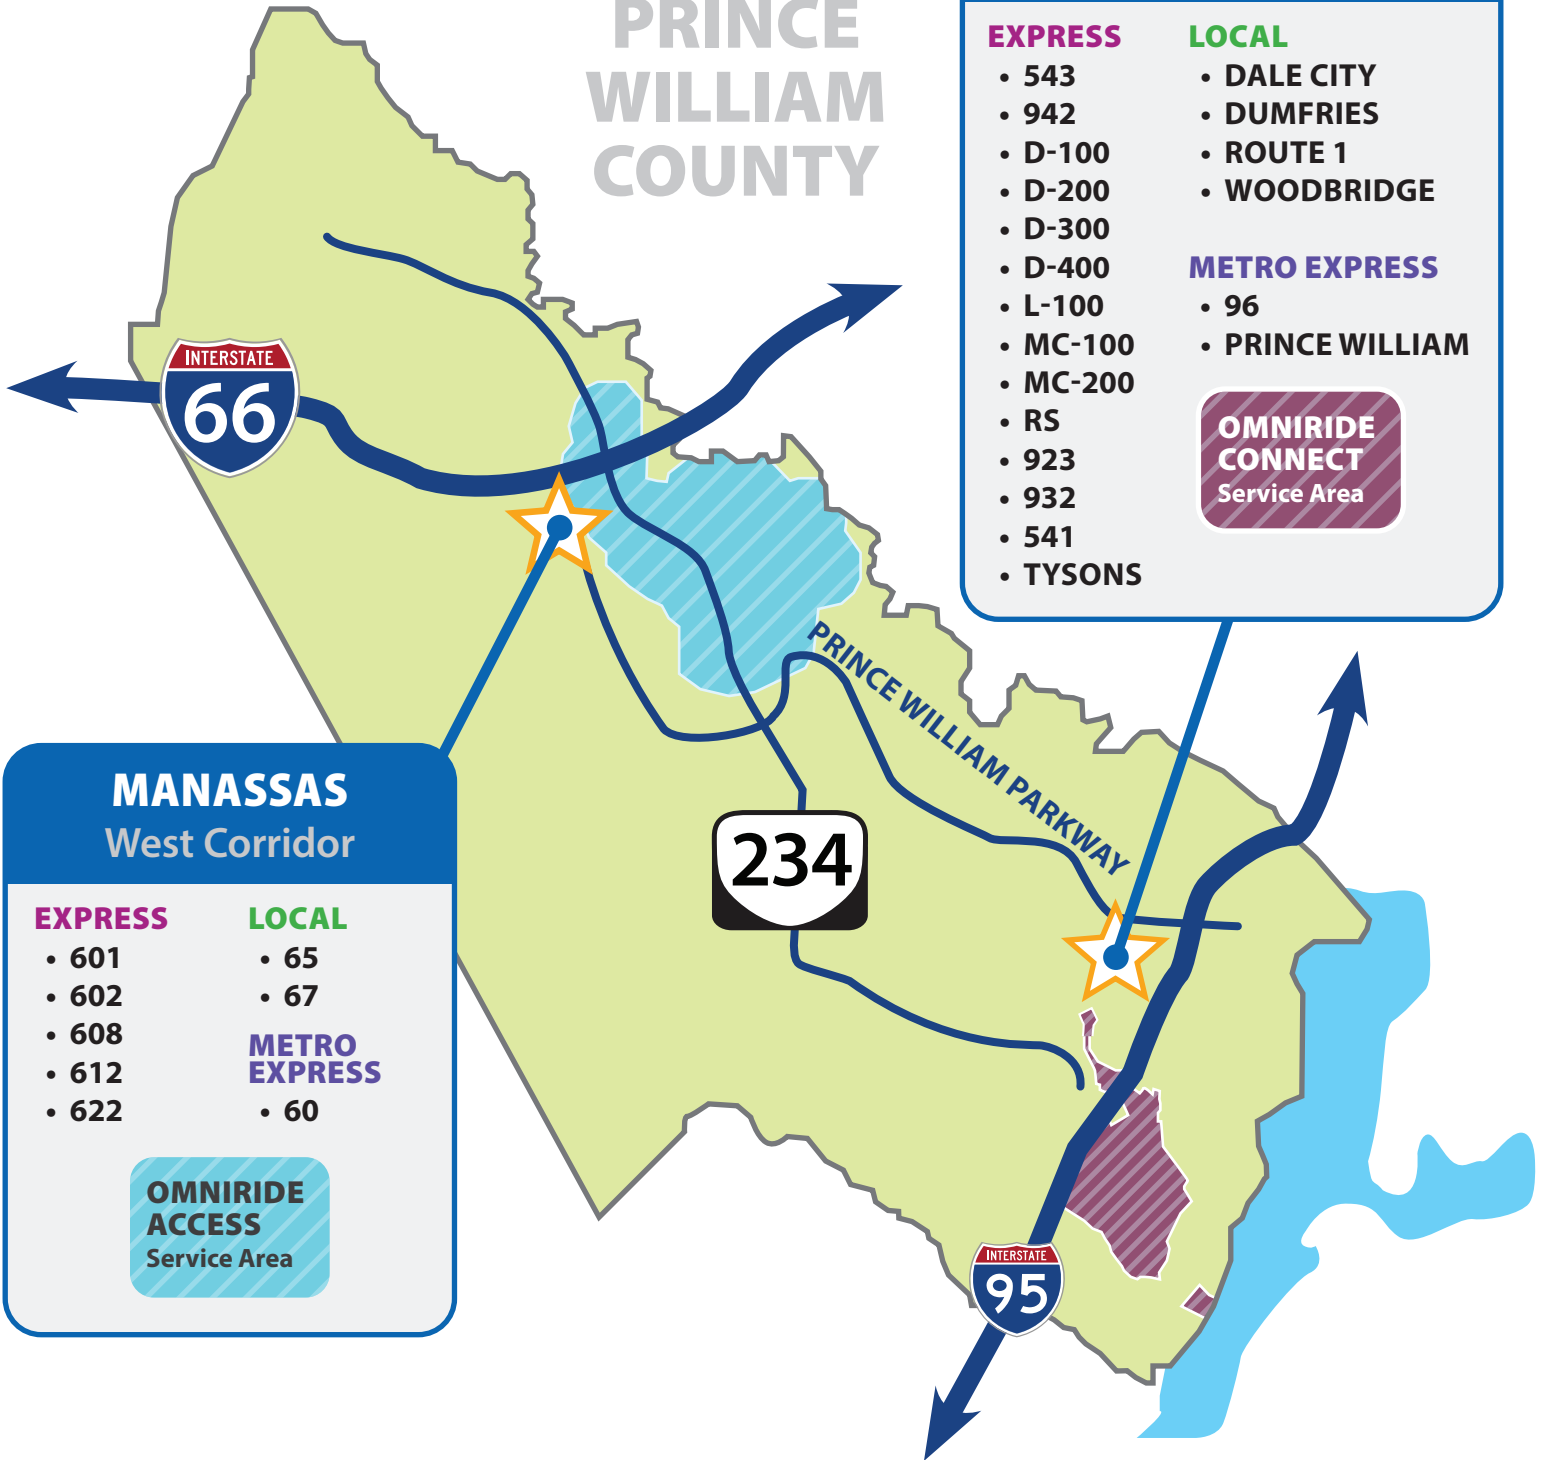 PRINCE
WILLIAM
COUNTY
EXPRESS
• 543
• 942
• D-100
• D-200
• D-300
• D-400
• L-100
• MC-100
• MC-200
• RS
• 923
• 932
• 541
• TYSONS
LOCAL
• DALE CITY
• DUMFRIES
• ROUTE 1
• WOODBRIDGE
METRO EXPRESS
• 96
• PRINCE WILLIAM
OMNIRIDE
CONNECT
Service Area
INTERSTATE
66
PRINCE WILLIAM PARKWAY
234
MANASSAS
West Corridor
EXPRESS
• 601
• 602
• 608
• 612
• 622
LOCAL
• 65
• 67
METRO
EXPRESS
• 60
OMNIRIDE
ACCESS
Service Area
INTERSTATE
95